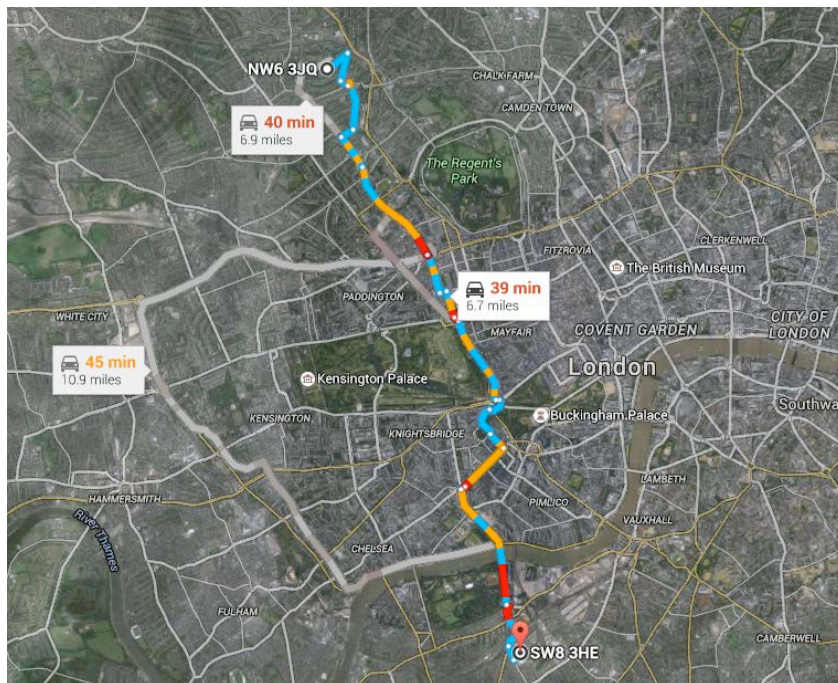 NW6 3JQ
CHALK FARM
CAMDEN TOWN
40 min
6.9 miles
The Regent's
Park
CLERKENWELL
FITZROVIA
The British Museum
39 min
6.7 miles
PADDINGTON
WHITE CITY
MAYFAIR
COVENT GARDEN
CITY OF
LONDON
45 min
10.9 miles
London
Kensington Palace
Southwa
KENSINGTON
Buckingham Palace
KNIGHTSBRIDGE
LAMBETH
HAMMERSMITH
PIMLICO
VAUXHALL
River Thames
CHELSEA
FULHAM
CAMBERWELL
SW8 3HE